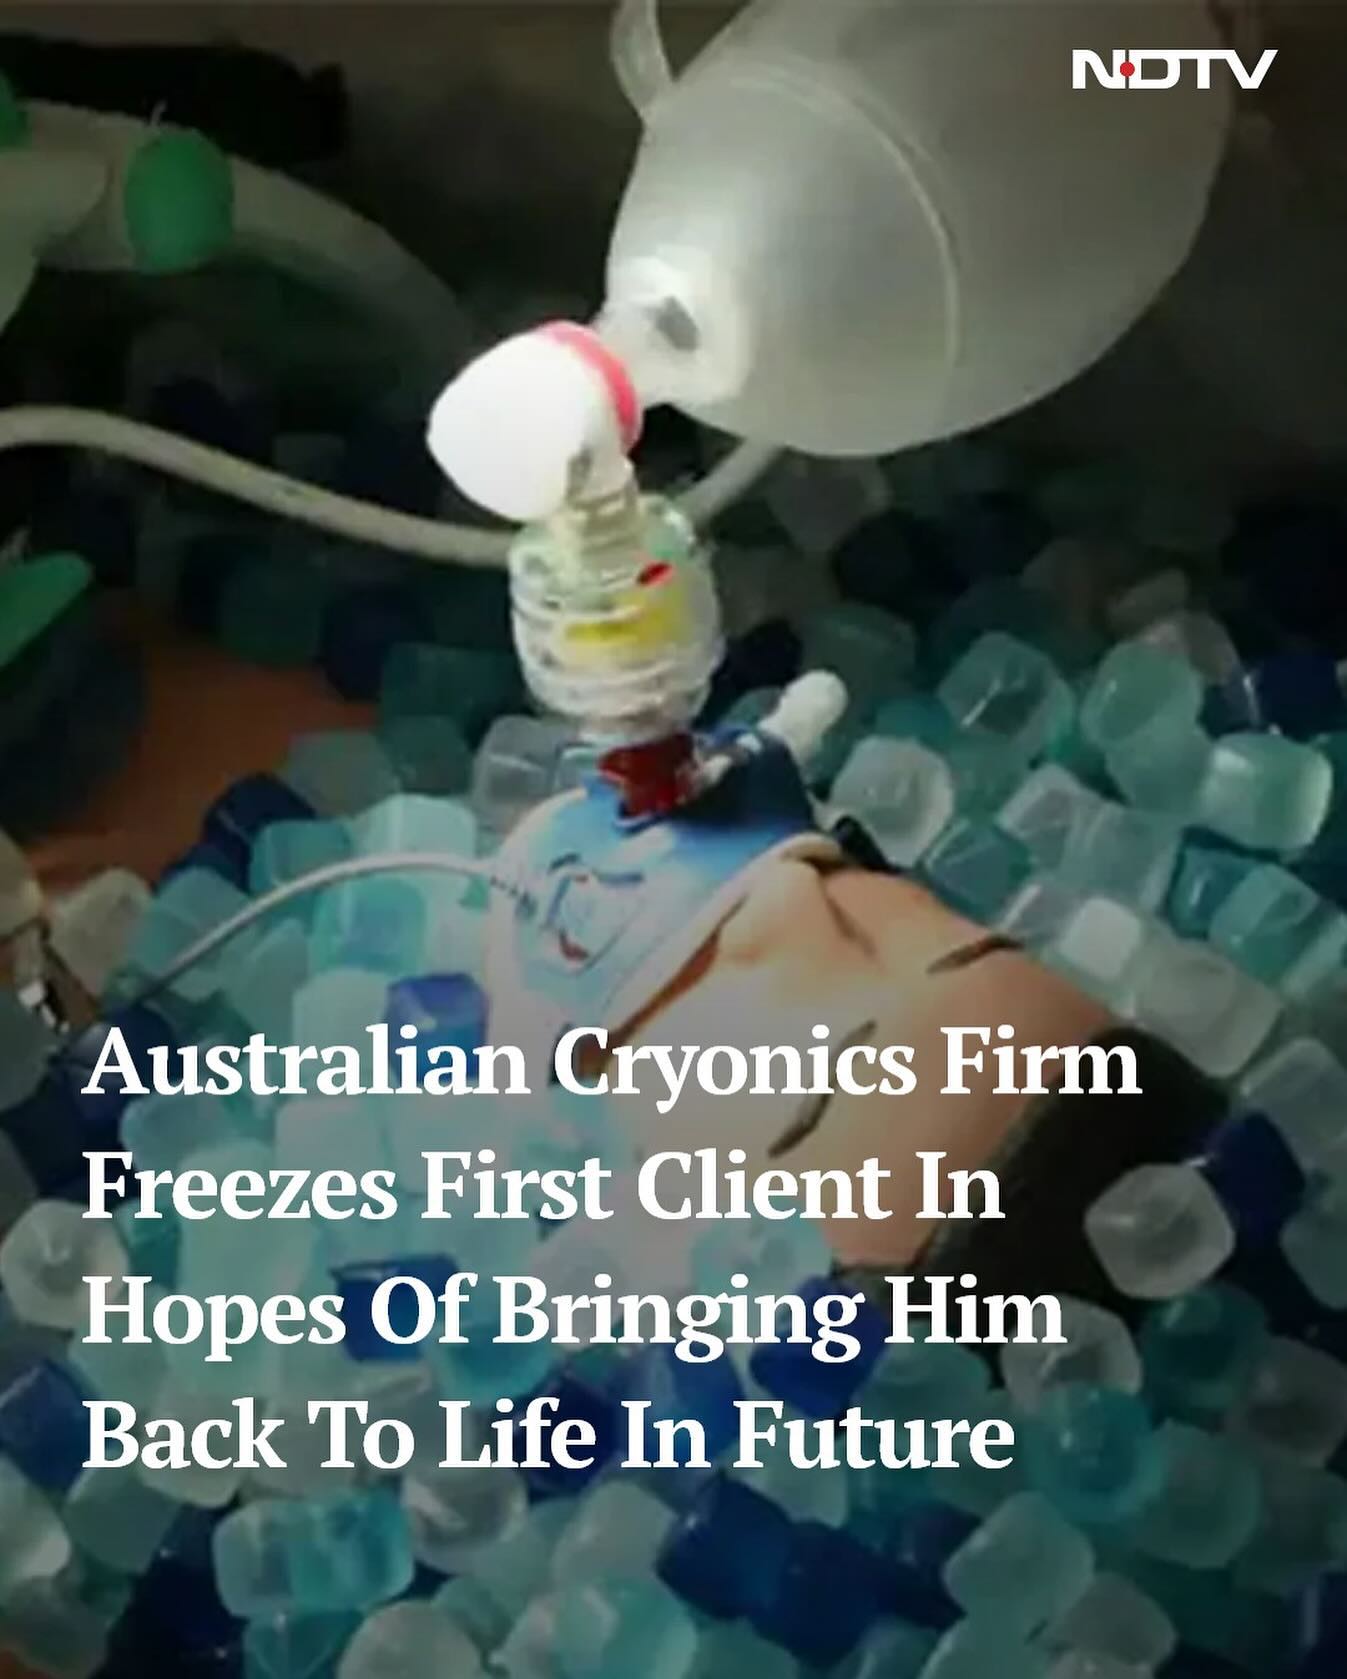 NDTV
Australian Cryonics Firm
Freezes First Client In
Hopes Of Bringing Him
Back To Life In Future